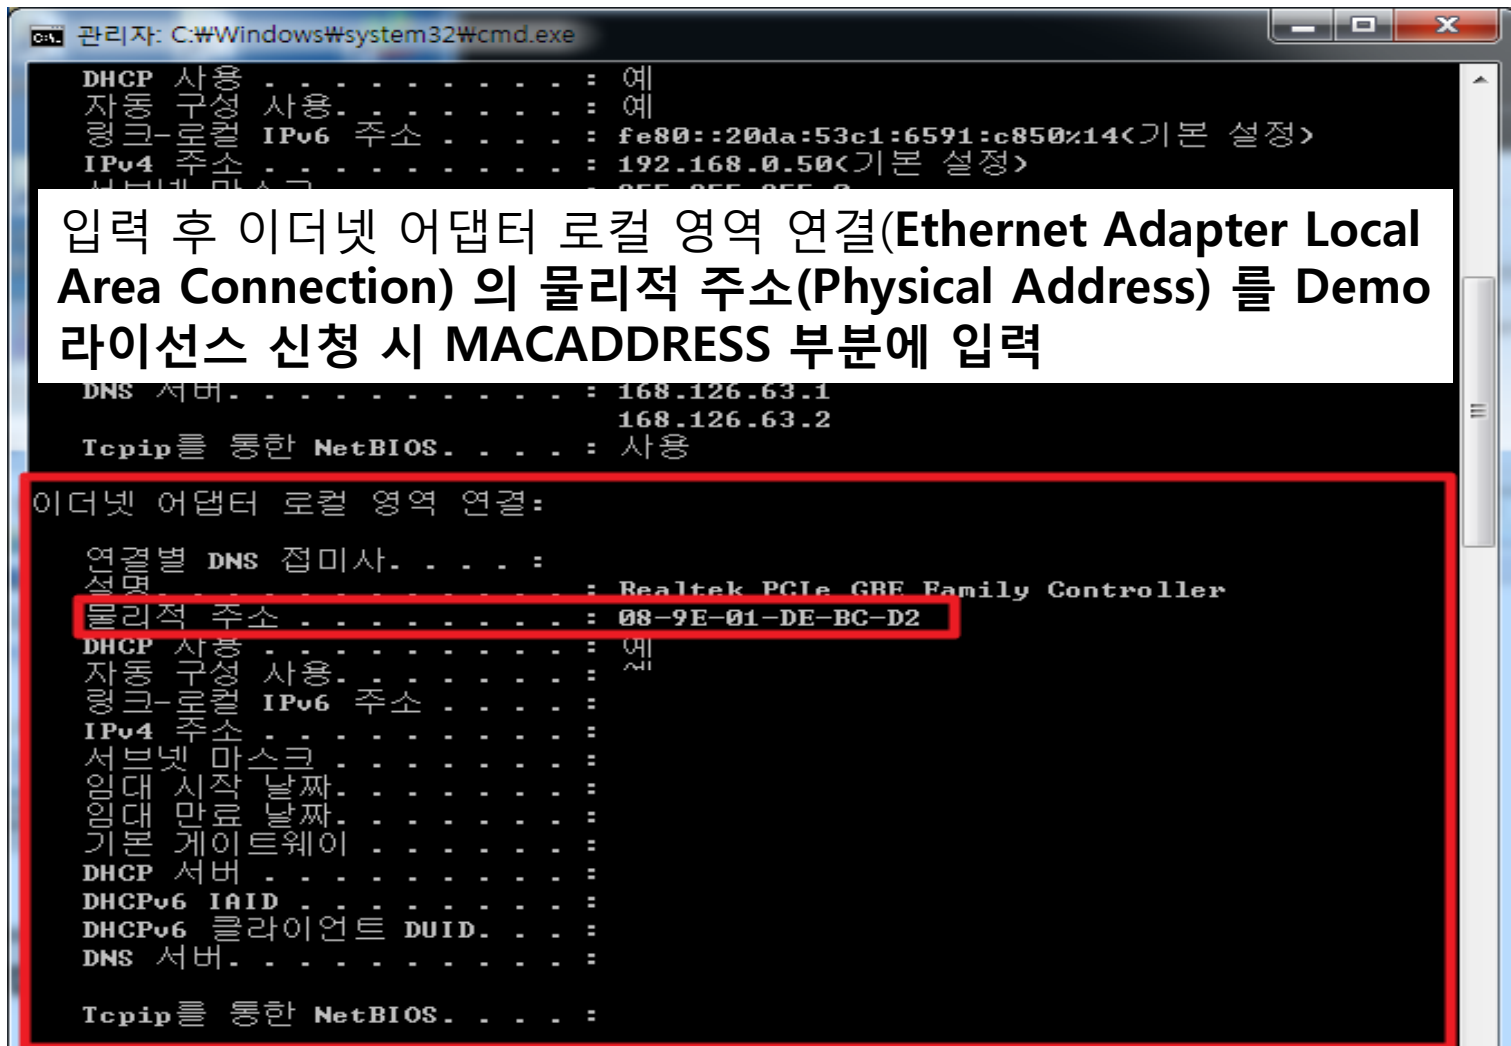 관리자: C:₩Windows₩system32₩cmd.exe
DHCP 사용 . . . . . . . . . : 예
자동 구성 사용. . . . . . . : 예
링크-로컬 IPv6 주소 . . . . : fe80::20da:53c1:6591:c850%14<기본 설정>
IPv4 주소 . . . . . . . . . : 192.168.0.50<기본 설정>
입력 후 이더넷 어댑터 로컬 영역 연결(Ethernet Adapter Local
Area Connection) 의 물리적 주소(Physical Address) 를 Demo
라이선스 신청 시 MACADDRESS 부분에 입력
DNS 서버. . . . . . . . . . : 168.126.63.1
168.126.63.2
Tcpip를 통한 NetBIOS. . . . : 사용
이더넷 어댑터 로컬 영역 연결:
연결별 DNS 접미사. . . . :
설명. . . . . . . . . . . . : Realtek PCIe GBE Family Controller
물리적 주소 . . . . . . . . : 08-9E-01-DE-BC-D2
DHCP 사용 . . . . . . . . . : 예
자동 구성 사용. . . . . . . :
링크-로컬 IPv6 주소 . . . . :
IPv4 주소 . . . . . . . . . :
서브넷 마스크 . . . . . . . :
임대 시작 날짜. . . . . . . :
임대 만료 날짜. . . . . . . :
기본 게이트웨이 . . . . . . :
DHCP 서버 . . . . . . . . . :
DHCPv6 IAID . . . . . . . . :
DHCPv6 클라이언트 DUID. . . :
DNS 서버. . . . . . . . . . :
Tcpip를 통한 NetBIOS. . . . :